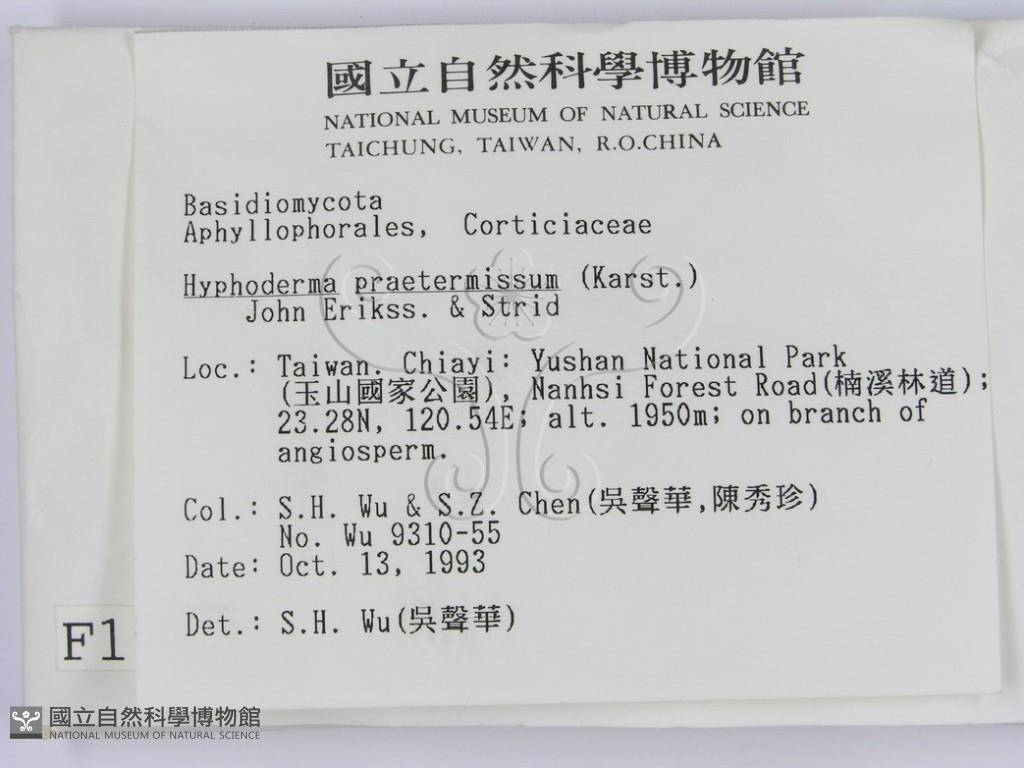 國立自然科學博物館
NATIONAL MUSEUM OF NATURAL SCIENCE
TAICHUNG, TAIWAN, R.O.CHINA
Basidiomycota
Aphyllophorales, Corticiaceae
Hyphoderma praetermissum (Karst.)
John Erikss. & Strid
Loc.: Taiwan. Chiayi: Yushan National Park
(玉山國家公園), Nanhsi Forest Road(楠溪林道);
23.28N, 120.54E; alt. 1950m; on branch of
angiosperm.
Col.: S.H. Wu & S.Z. Chen(吳聲華,陳秀珍)
No. Wu 9310-55
Date: Oct. 13, 1993
Det.: S.H. Wu(吳聲華)
F1
國立自然科學博物館
NATIONAL MUSEUM OF NATURAL SCIENCE